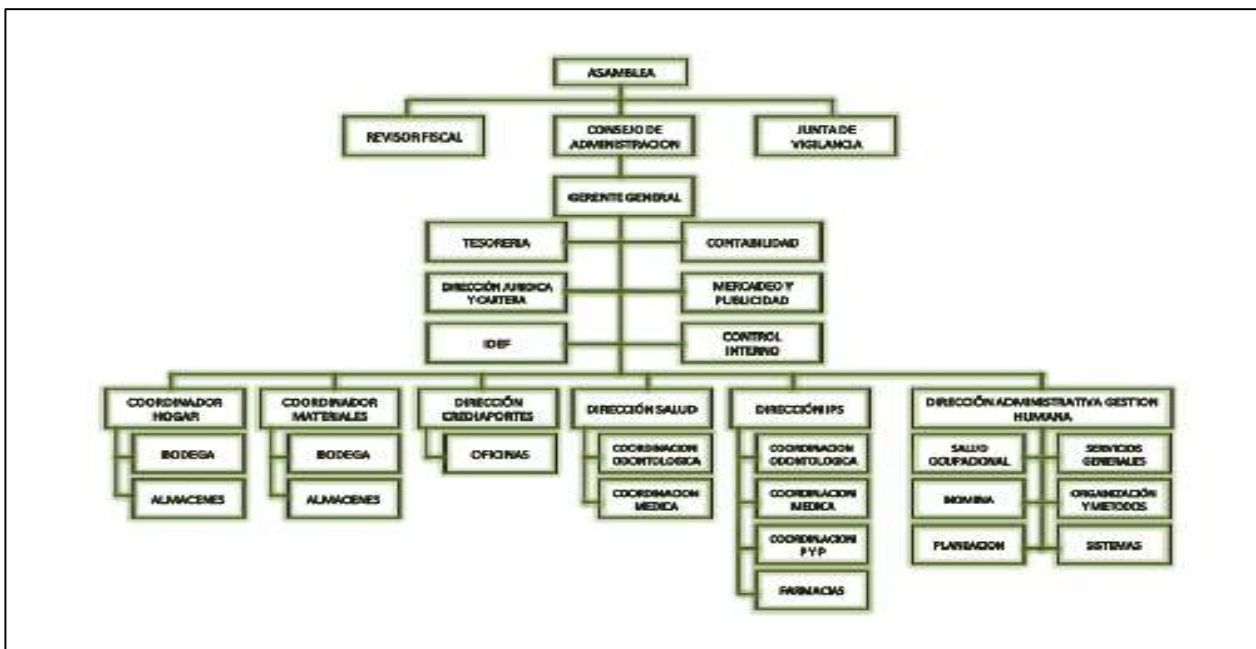 ASAMBLEA
REVISOR FISCAL
CONSEJO DE
ADMINISTRACION
JUNTA DE
VIGILANCIA
GERENTE GENERAL
TESORERIA
CONTABILIDAD
DIRECCIÓN JURIDICA
Y CARTERA
MERCADEO Y
PUBLICIDAD
IDEF
CONTROL
INTERNO
COORDINADOR
HOGAR
BODEGA
ALMACENES
COORDINADOR
MATERIALES
BODEGA
ALMACENES
DIRECCIÓN
CREDIAPORTES
OFICINAS
DIRECCIÓN SALUD
COORDINACION
ODONTOLOGICA
COORDINACION
MEDICA
DIRECCIÓN IPS
COORDINACION
ODONTOLOGICA
COORDINACION
MEDICA
COORDINACION
P Y P
FARMACIAS
DIRECCIÓN ADMINISTRATIVA GESTION
HUMANA
SALUD
OCUPACIONAL
SERVICIOS
GENERALES
NOMINA
ORGANIZACIÓN
Y METODOS
PLANEACION
SISTEMAS